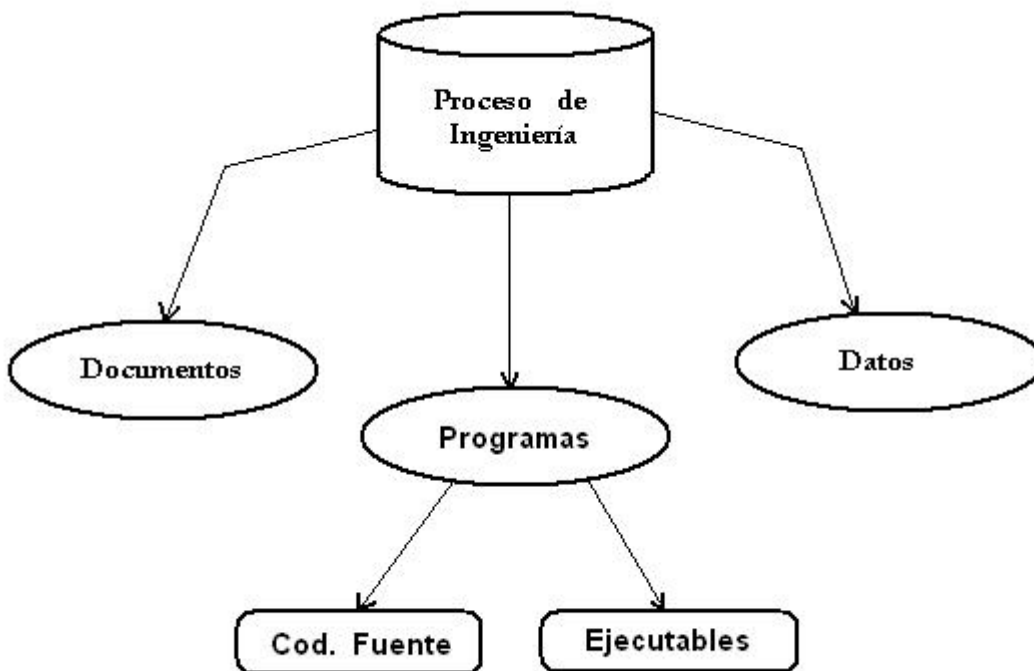 Proceso de
Ingeniería
Documentos
Datos
Programas
Cod. Fuente
Ejecutables